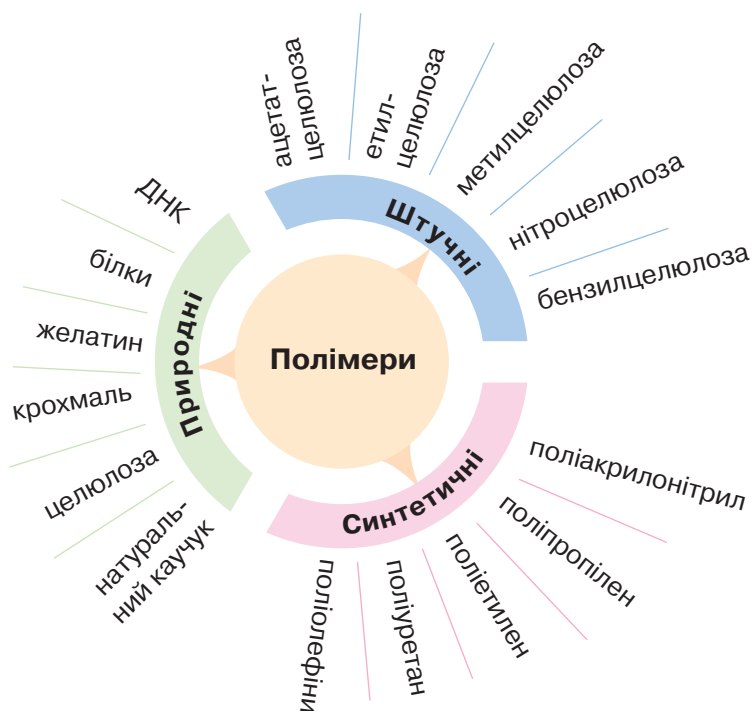 Полімери
Штучні
ацетат-
целюлоза
етил-
целюлоза
метилцелюлоза
нітроцелюлоза
бензилцелюлоза
Природні
ДНК
білки
желатин
крохмаль
целюлоза
натураль-
ний каучук
Синтетичні
поліакрилонітрил
поліпропілен
поліетилен
поліуретан
поліолефіни